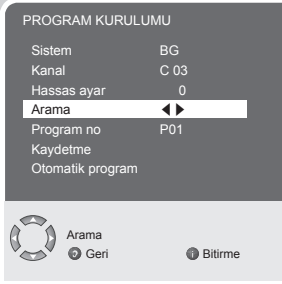 PROGRAM KURULUMU
Sistem BG
Kanal C 03
Hassas ayar 0
Arama ◀ ▶
Program no P01
Kaydetme
Otomatik program
Arama
Geri
i Bitirme